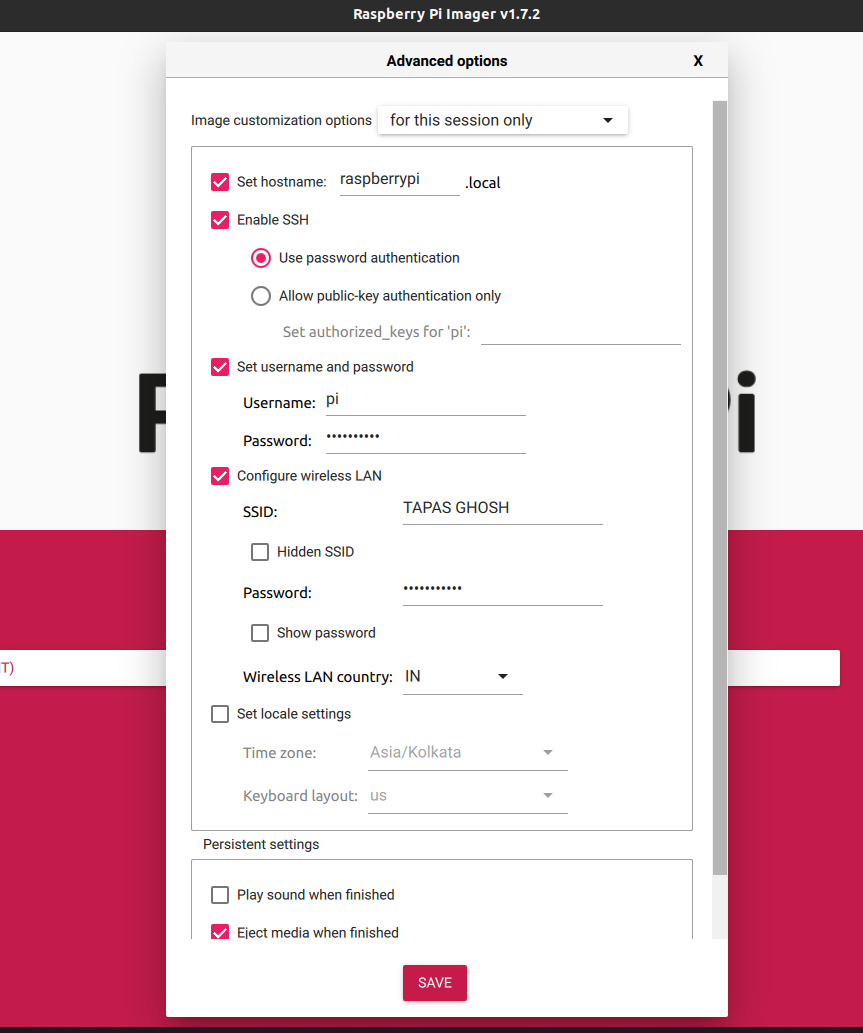 Raspberry Pi Imager v1.7.2
Advanced options
X
Image customization options for this session only
Set hostname: raspberrypi .local
Enable SSH
Use password authentication
Allow public-key authentication only
Set authorized_keys for 'pi':
Set username and password
Username: pi
Password: ••••••••••
Configure wireless LAN
SSID: TAPAS GHOSH
Hidden SSID
Password: •••••••••••
Show password
T)
Wireless LAN country: IN
Set locale settings
Time zone: Asia/Kolkata
Keyboard layout: us
Persistent settings
Play sound when finished
Eject media when finished
SAVE